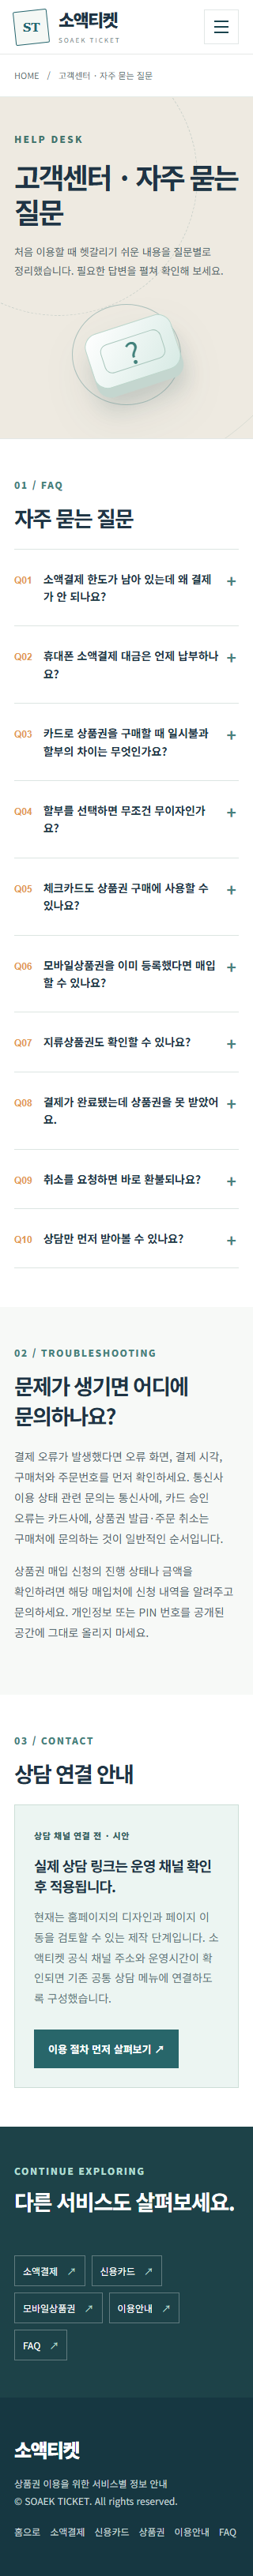 ST
소액티켓
SOAEK TICKET
HOME / 고객센터 · 자주 묻는 질문
HELP DESK
고객센터 · 자주 묻는
질문
처음 이용할 때 헷갈리기 쉬운 내용을 질문별로
정리했습니다. 필요한 답변을 펼쳐 확인해 보세요.
?
01 / FAQ
자주 묻는 질문
Q01 소액결제 한도가 남아 있는데 왜 결제
가 안 되나요? +
Q02 휴대폰 소액결제 대금은 언제 납부하나
요? +
Q03 카드로 상품권을 구매할 때 일시불과
할부의 차이는 무엇인가요? +
Q04 할부를 선택하면 무조건 무이자인가
요? +
Q05 체크카드도 상품권 구매에 사용할 수
있나요? +
Q06 모바일상품권을 이미 등록했다면 매입
할 수 있나요? +
Q07 지류상품권도 확인할 수 있나요? +
Q08 결제가 완료됐는데 상품권을 못 받았어
요. +
Q09 취소를 요청하면 바로 환불되나요? +
Q10 상담만 먼저 받아볼 수 있나요? +
02 / TROUBLESHOOTING
문제가 생기면 어디에
문의하나요?
결제 오류가 발생했다면 오류 화면, 결제 시각,
구매처와 주문번호를 먼저 확인하세요. 통신사
이용 상태 관련 문의는 통신사에, 카드 승인
오류는 카드사에, 상품권 발급·주문 취소는
구매처에 문의하는 것이 일반적인 순서입니다.
상품권 매입 신청의 진행 상태나 금액을
확인하려면 해당 매입처에 신청 내역을 알려주고
문의하세요. 개인정보 또는 PIN 번호를 공개된
공간에 그대로 올리지 마세요.
03 / CONTACT
상담 연결 안내
상담 채널 연결 전 · 시안
실제 상담 링크는 운영 채널 확인
후 적용됩니다.
현재는 홈페이지의 디자인과 페이지 이
동을 검토할 수 있는 제작 단계입니다. 소
액티켓 공식 채널 주소와 운영시간이 확
인되면 기존 공통 상담 메뉴에 연결하도
록 구성했습니다.
이용 절차 먼저 살펴보기 ↗
CONTINUE EXPLORING
다른 서비스도 살펴보세요.
소액결제 ↗ 신용카드 ↗
모바일상품권 ↗ 이용안내 ↗
FAQ ↗
소액티켓
상품권 이용을 위한 서비스별 정보 안내
© SOAEK TICKET. All rights reserved.
홈으로 소액결제 신용카드 상품권 이용안내 FAQ